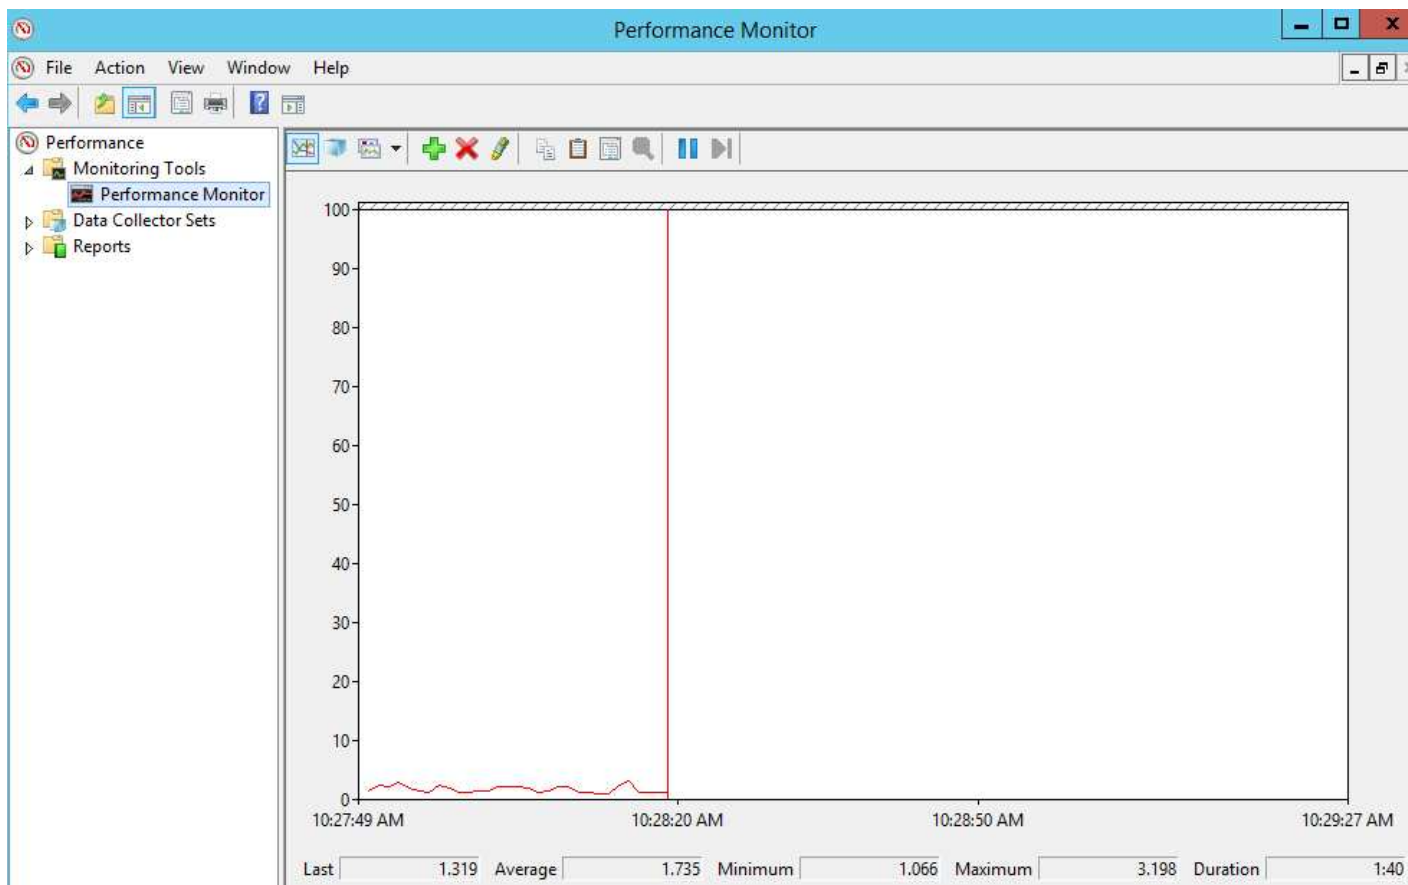 Performance Monitor
File Action View Window Help
Performance
Monitoring Tools
Performance Monitor
Data Collector Sets
Reports
100
90
80
70
60
50
40
30
20
10
0
10:27:49 AM 10:28:20 AM 10:28:50 AM 10:29:27 AM
Last 1.319 Average 1.735 Minimum 1.066 Maximum 3.198 Duration 1:40